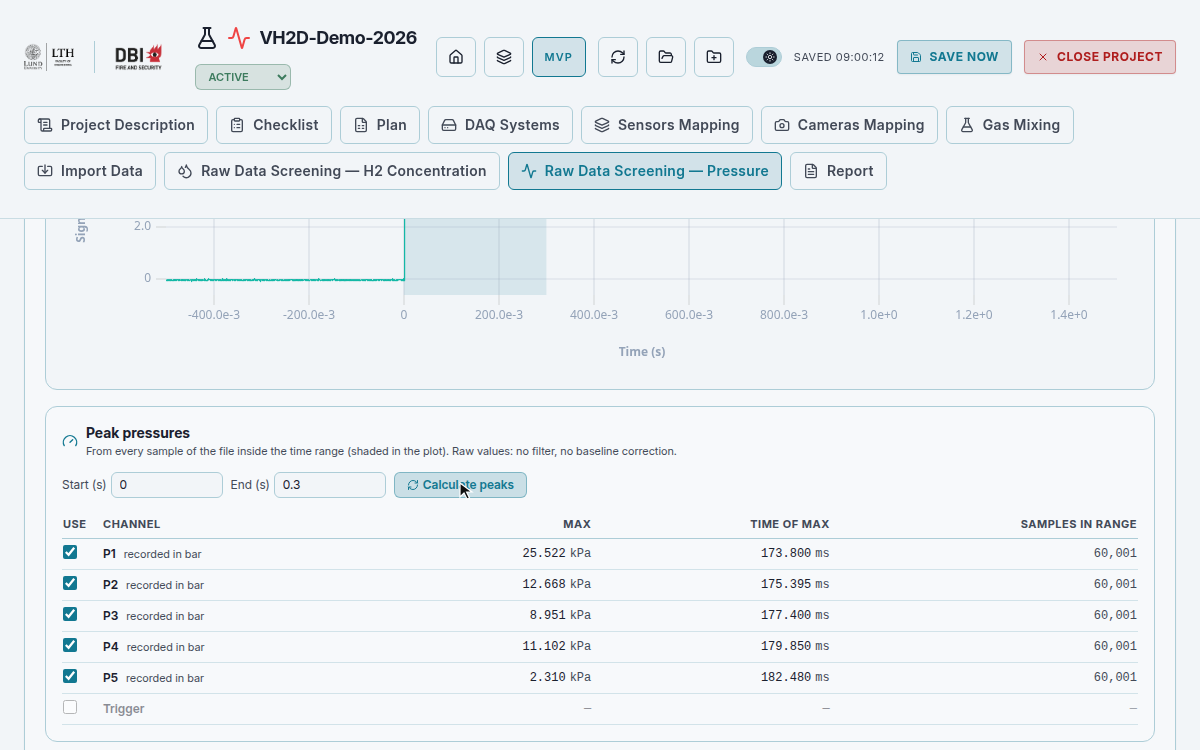 LUND
LTH
DBI
FIRE AND SECURITY
VH2D-Demo-2026
ACTIVE
MVP
SAVED 09:00:12
SAVE NOW
CLOSE PROJECT
Project Description
Checklist
Plan
DAQ Systems
Sensors Mapping
Cameras Mapping
Gas Mixing
Import Data
Raw Data Screening — H2 Concentration
Raw Data Screening — Pressure
Report
Sign
2.0
0
-400.0e-3 -200.0e-3 0 200.0e-3 400.0e-3 600.0e-3 800.0e-3 1.0e+0 1.2e+0 1.4e+0
Time (s)
Peak pressures
From every sample of the file inside the time range (shaded in the plot). Raw values: no filter, no baseline correction.
Start (s) 0 End (s) 0.3 Calculate peaks
USE CHANNEL MAX TIME OF MAX SAMPLES IN RANGE
P1 recorded in bar 25.522 kPa 173.800 ms 60,001
P2 recorded in bar 12.668 kPa 175.395 ms 60,001
P3 recorded in bar 8.951 kPa 177.400 ms 60,001
P4 recorded in bar 11.102 kPa 179.850 ms 60,001
P5 recorded in bar 2.310 kPa 182.480 ms 60,001
Trigger — — —